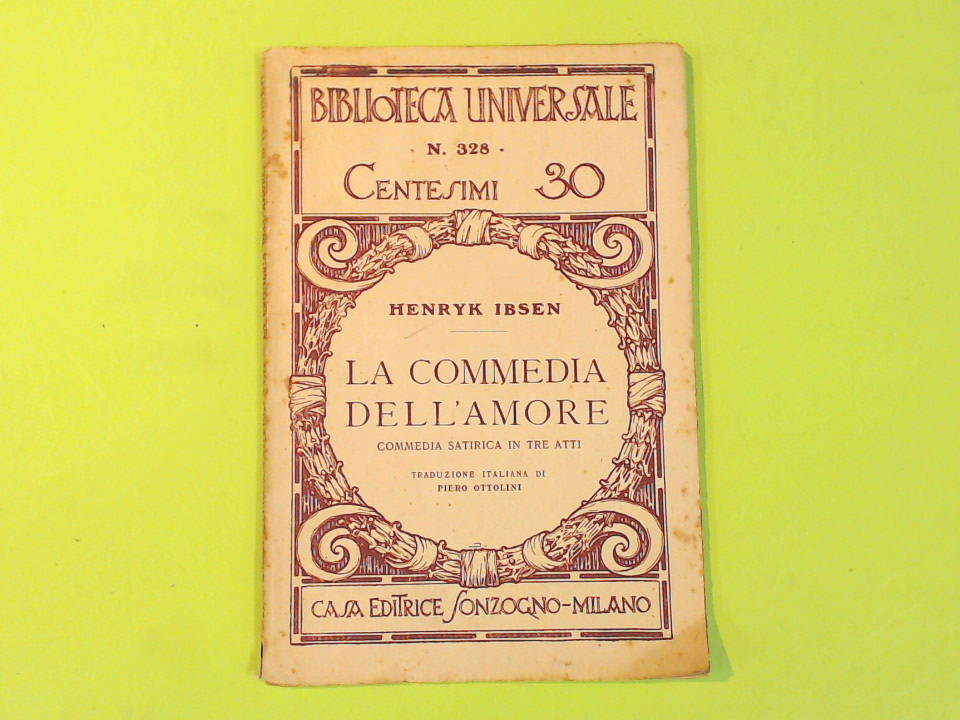 BIBLIOTECA UNIVERSALE
· N. 328 ·
CENTESIMI 30
HENRYK IBSEN
LA COMMEDIA
DELL'AMORE
COMMEDIA SATIRICA IN TRE ATTI
TRADUZIONE ITALIANA DI
PIERO OTTOLINI
CASA EDITRICE SONZOGNO-MILANO